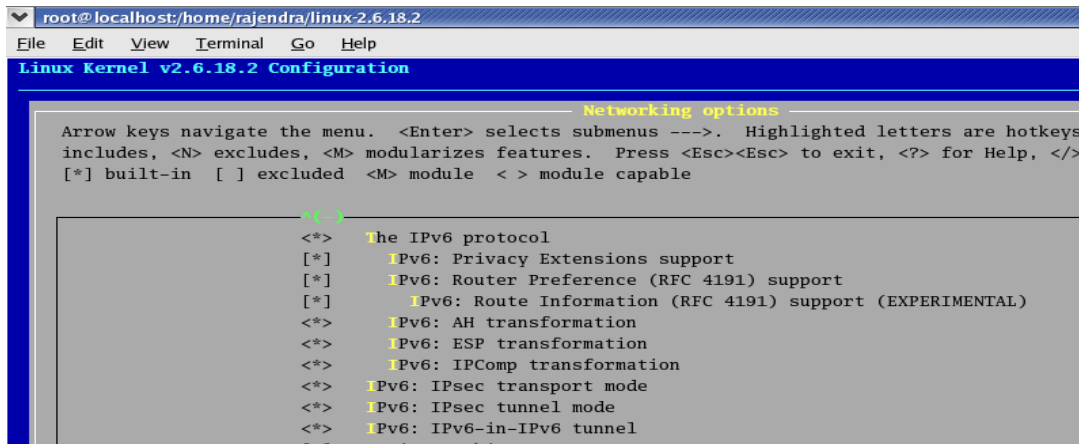 root@localhost:/home/rajendra/linux-2.6.18.2
File Edit View Terminal Go Help
Linux Kernel v2.6.18.2 Configuration
Networking options
Arrow keys navigate the menu. <Enter> selects submenus --->. Highlighted letters are hotkeys
includes, <N> excludes, <M> modularizes features. Press <Esc><Esc> to exit, <?> for Help, </>
[*] built-in [ ] excluded <M> module < > module capable
^(-)
<*> The IPv6 protocol
[*] IPv6: Privacy Extensions support
[*] IPv6: Router Preference (RFC 4191) support
[*] IPv6: Route Information (RFC 4191) support (EXPERIMENTAL)
<*> IPv6: AH transformation
<*> IPv6: ESP transformation
<*> IPv6: IPComp transformation
<*> IPv6: IPsec transport mode
<*> IPv6: IPsec tunnel mode
<*> IPv6: IPv6-in-IPv6 tunnel